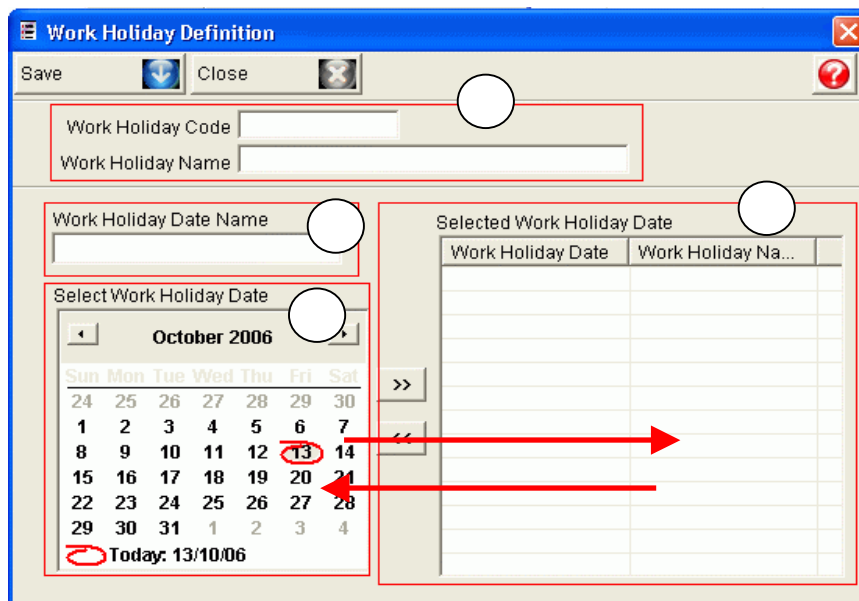 Work Holiday Definition
Save Close
Work Holiday Code
Work Holiday Name
Work Holiday Date Name
Selected Work Holiday Date
Work Holiday Date Work Holiday Na...
Select Work Holiday Date
October 2006
Sun Mon Tue Wed Thu Fri Sat
24 25 26 27 28 29 30
1 2 3 4 5 6 7
8 9 10 11 12 13 14
15 16 17 18 19 20 21
22 23 24 25 26 27 28
29 30 31 1 2 3 4
Today: 13/10/06
>>
<<